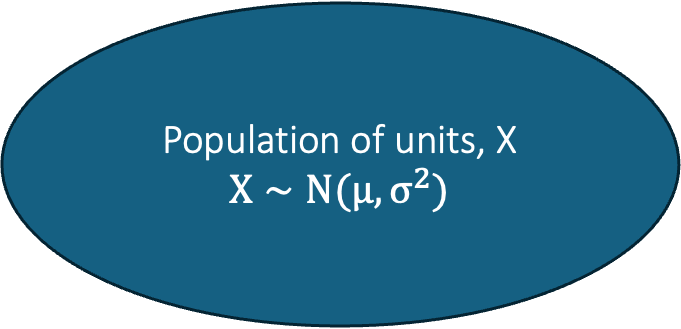 Population of units, X
X ~ N(μ, σ²)